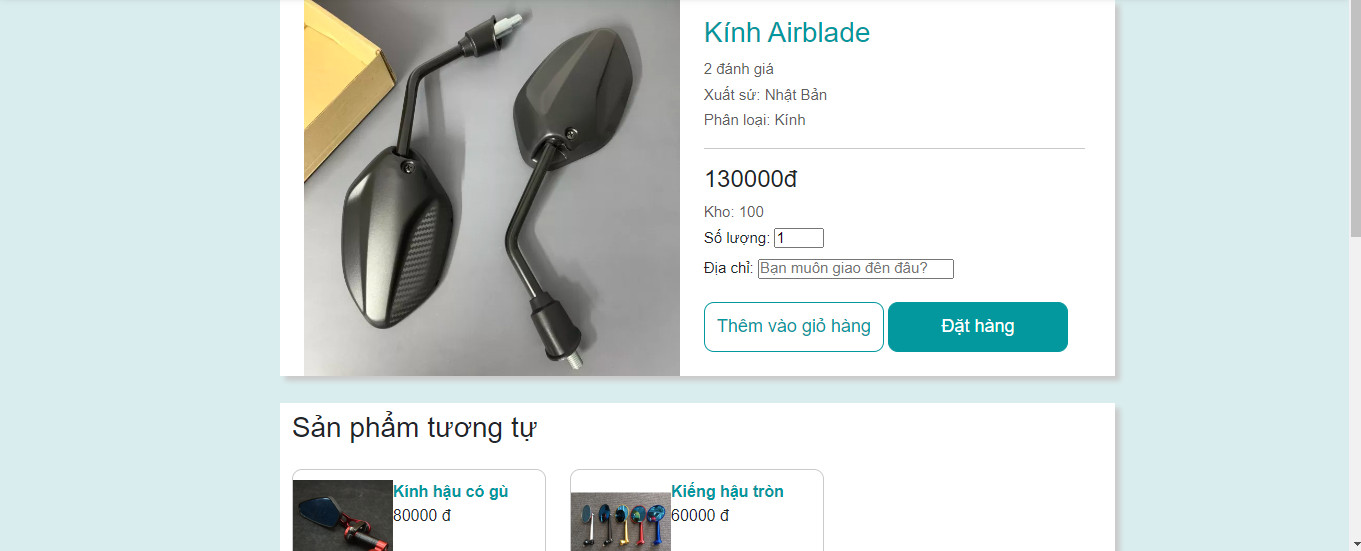 Kính Airblade
2 đánh giá
Xuất sứ: Nhật Bản
Phân loại: Kính
130000đ
Kho: 100
Số lượng: 1
Địa chỉ: Bạn muôn giao đên đâu?
Thêm vào giỏ hàng
Đặt hàng
Sản phẩm tương tự
Kính hậu có gù
80000 đ
Kiếng hậu tròn
60000 đ